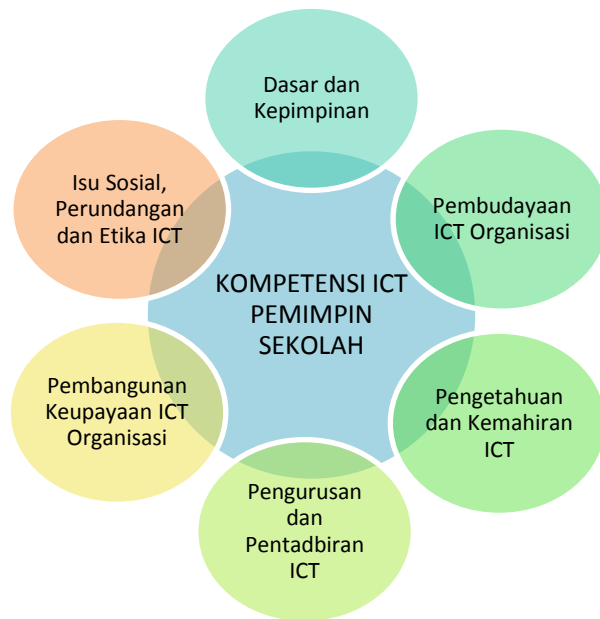 Dasar dan
Kepimpinan
Pembudayaan
ICT Organisasi
Pengetahuan
dan Kemahiran
ICT
Pengurusan
dan
Pentadbiran
ICT
Pembangunan
Keupayaan ICT
Organisasi
Isu Sosial,
Perundangan
dan Etika ICT
KOMPETENSI ICT
PEMIMPIN
SEKOLAH